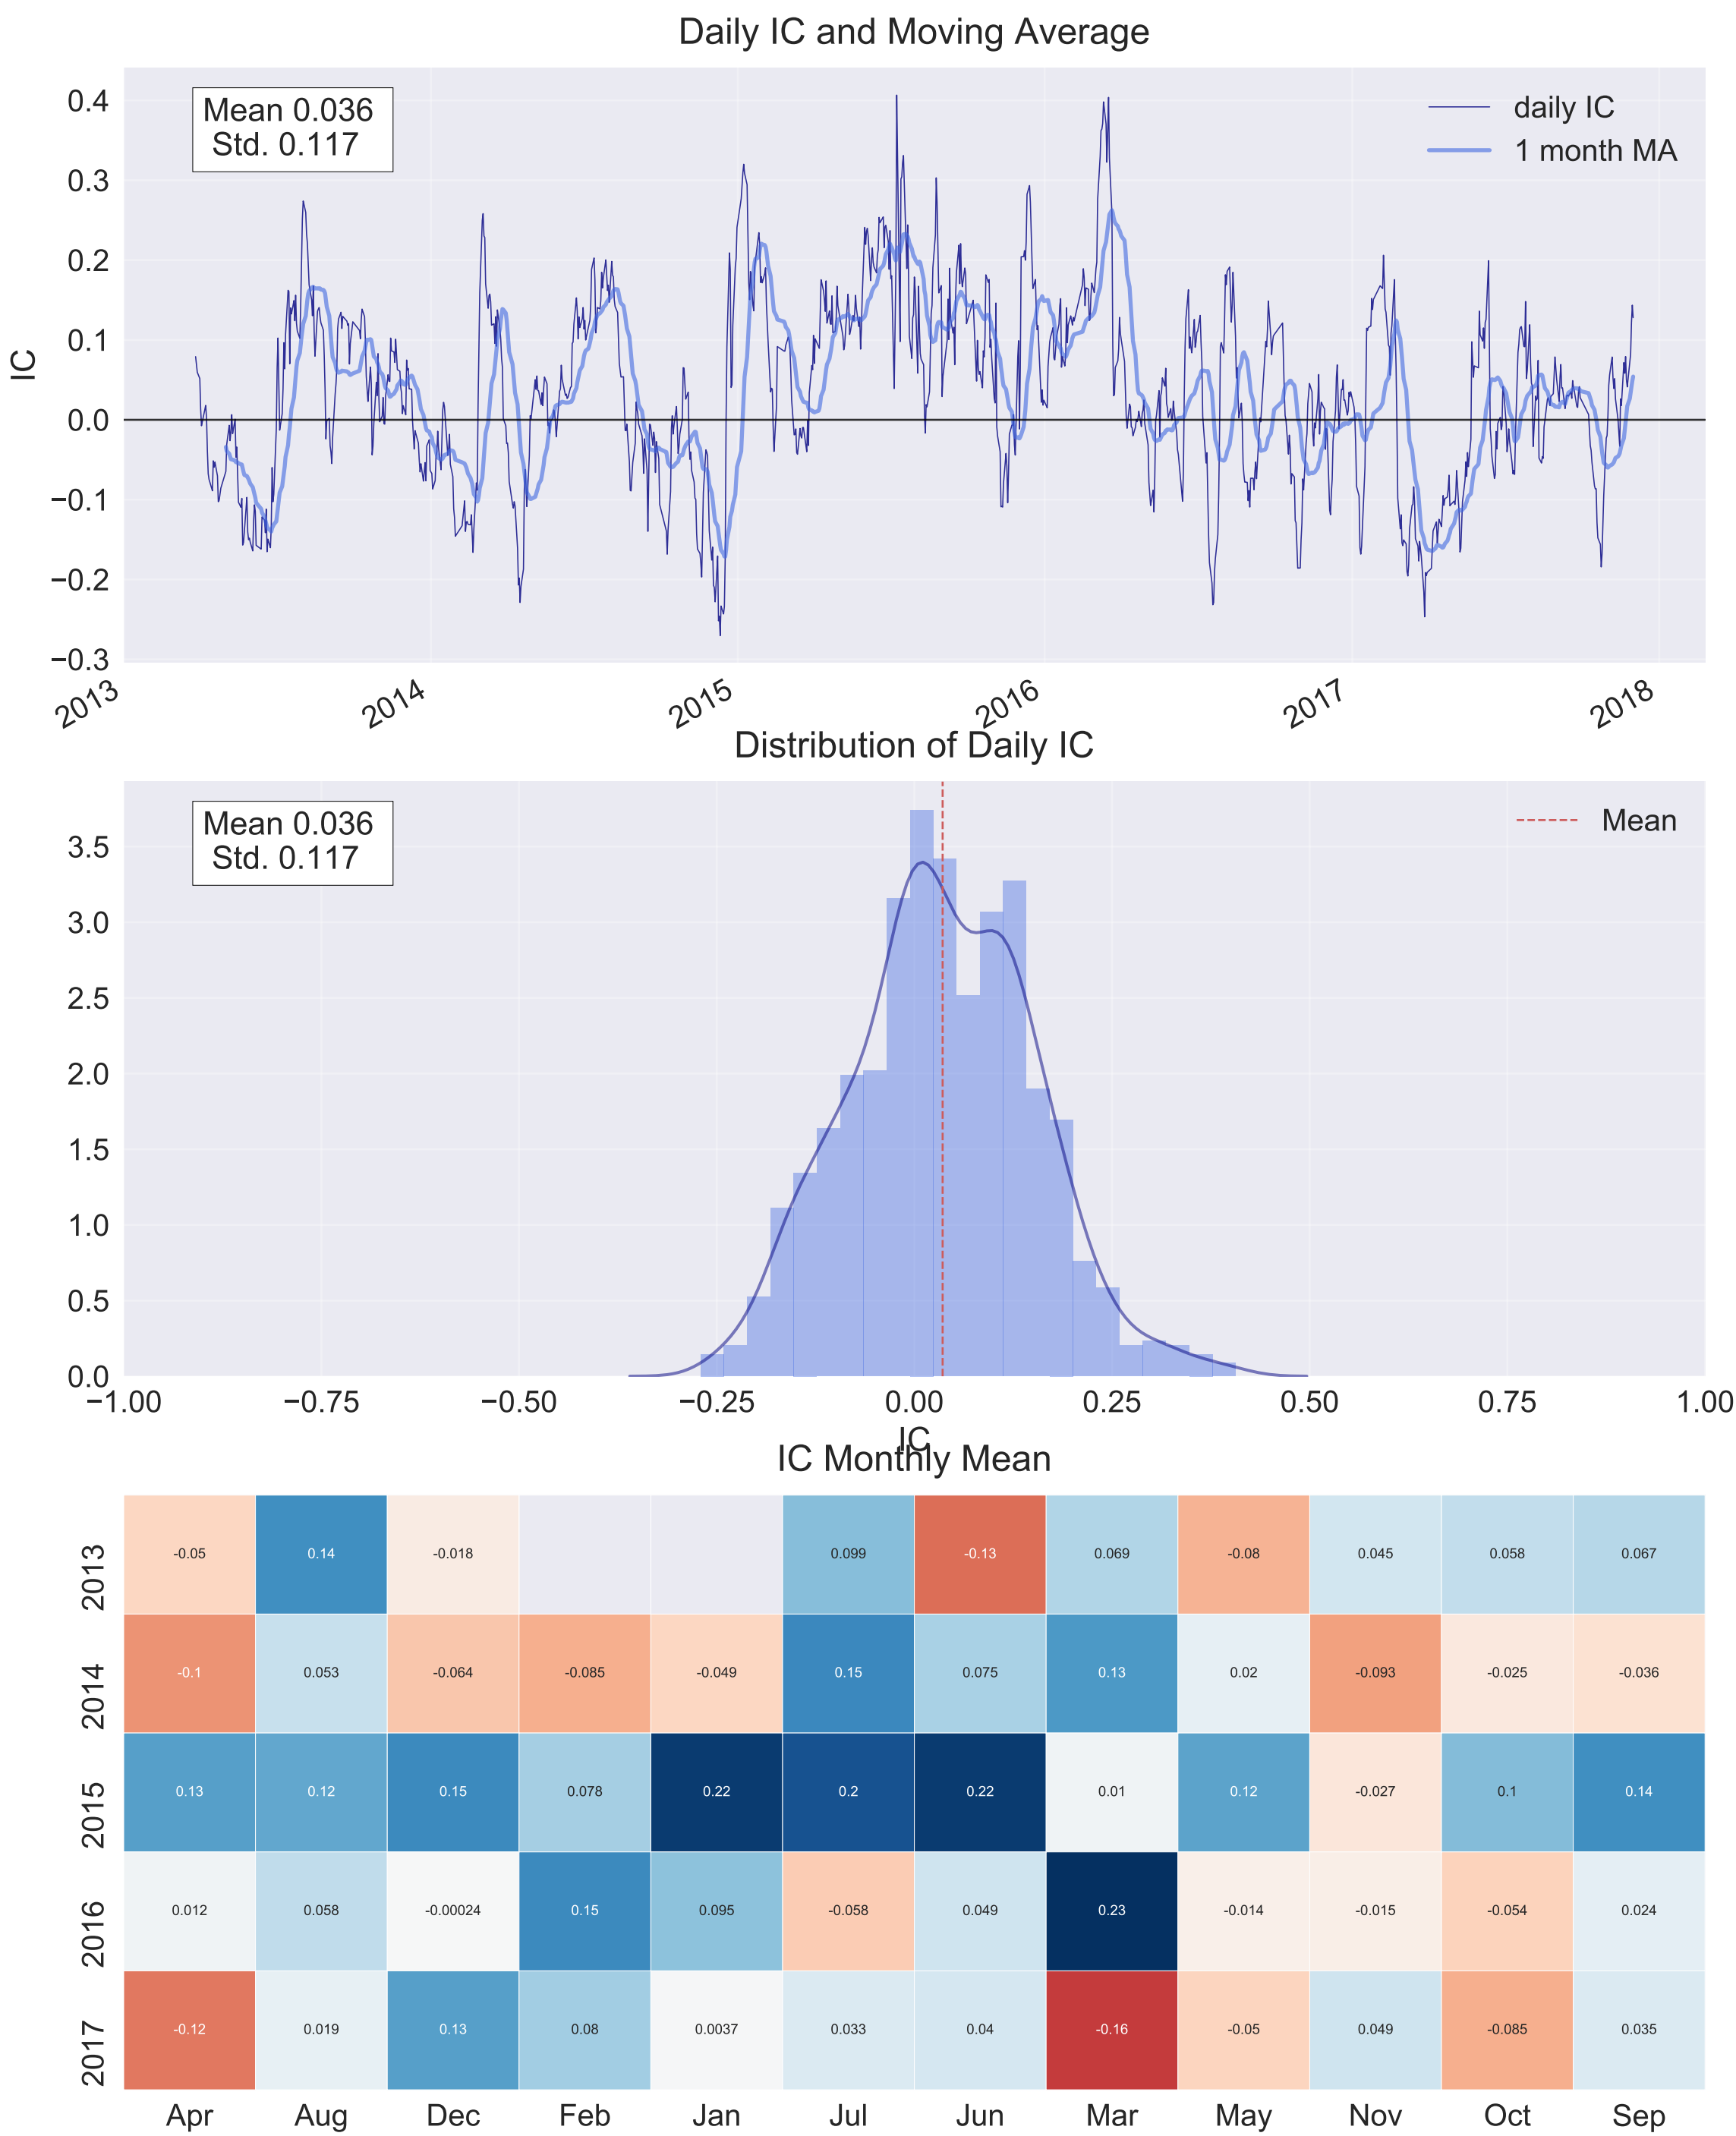 Daily IC and Moving Average
Mean 0.036
Std. 0.117
daily IC
1 month MA
IC
0.4
0.3
0.2
0.1
0.0
−0.1
−0.2
−0.3
2013 2014 2015 2016 2017 2018
Distribution of Daily IC
Mean 0.036
Std. 0.117
Mean
3.5
3.0
2.5
2.0
1.5
1.0
0.5
0.0
−1.00 −0.75 −0.50 −0.25 0.00 0.25 0.50 0.75 1.00
IC
IC Monthly Mean
2013 -0.05 0.14 -0.018 0.099 -0.13 0.069 -0.08 0.045 0.058 0.067
2014 -0.1 0.053 -0.064 -0.085 -0.049 0.15 0.075 0.13 0.02 -0.093 -0.025 -0.036
2015 0.13 0.12 0.15 0.078 0.22 0.2 0.22 0.01 0.12 -0.027 0.1 0.14
2016 0.012 0.058 -0.00024 0.15 0.095 -0.058 0.049 0.23 -0.014 -0.015 -0.054 0.024
2017 -0.12 0.019 0.13 0.08 0.0037 0.033 0.04 -0.16 -0.05 0.049 -0.085 0.035
Apr Aug Dec Feb Jan Jul Jun Mar May Nov Oct Sep